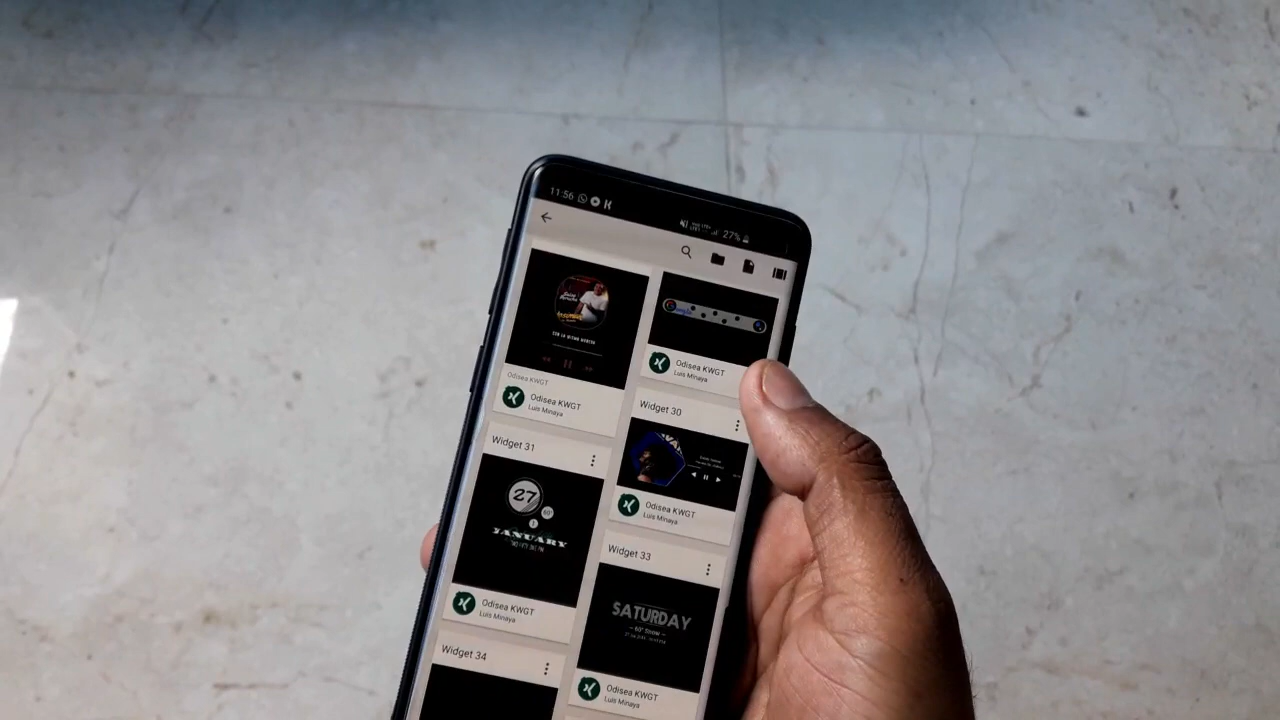 11:56
27%
Odisea KWGT
Odisea KWGT
Luis Minaya
Odisea KWGT
Luis Minaya
Widget 30
Odisea KWGT
Luis Minaya
Widget 31
27
60°
JANUARY
Odisea KWGT
Luis Minaya
Widget 33
SATURDAY
Odisea KWGT
Luis Minaya
Widget 34